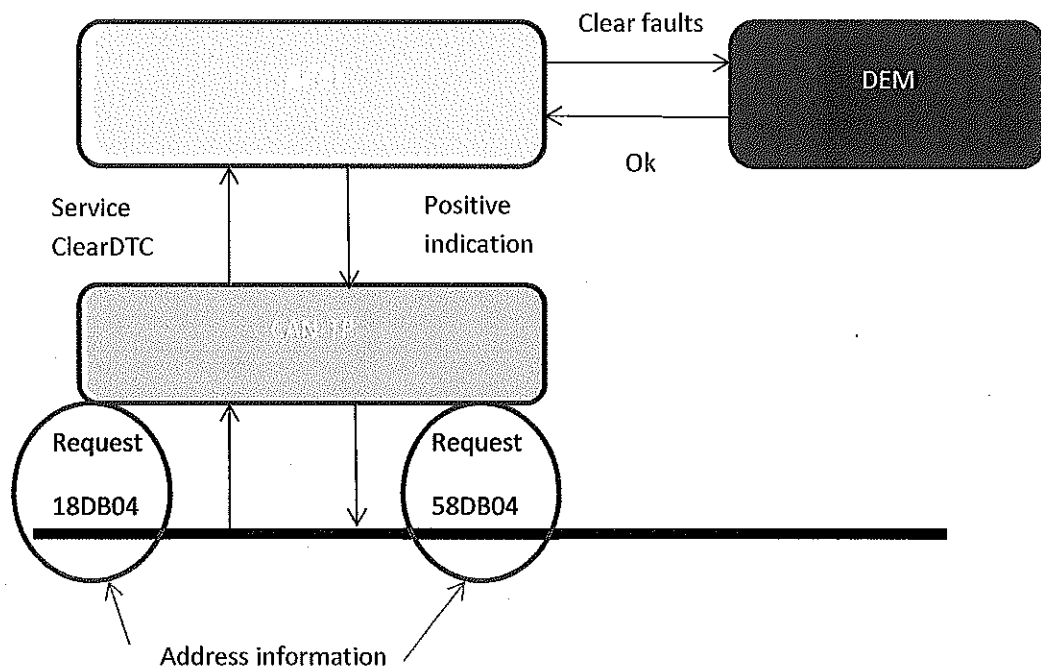 Clear faults
DEM
Ok
Service
ClearDTC
Positive
indication
CAN TP
Request
18DB04
Request
58DB04
Address information